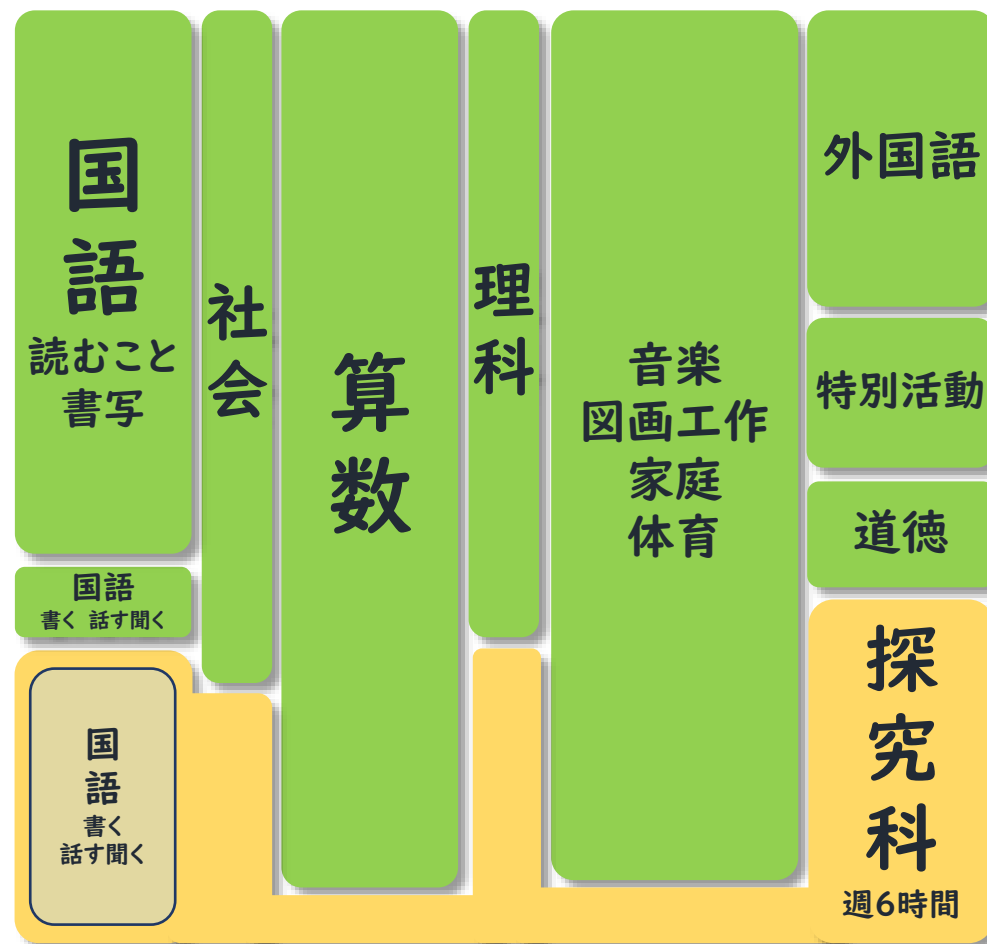 国語
読むこと
書写
国語
書く 話す聞く
国語
書く
話す聞く
社会
算数
理科
音楽
図画工作
家庭
体育
外国語
特別活動
道徳
探究科
週6時間